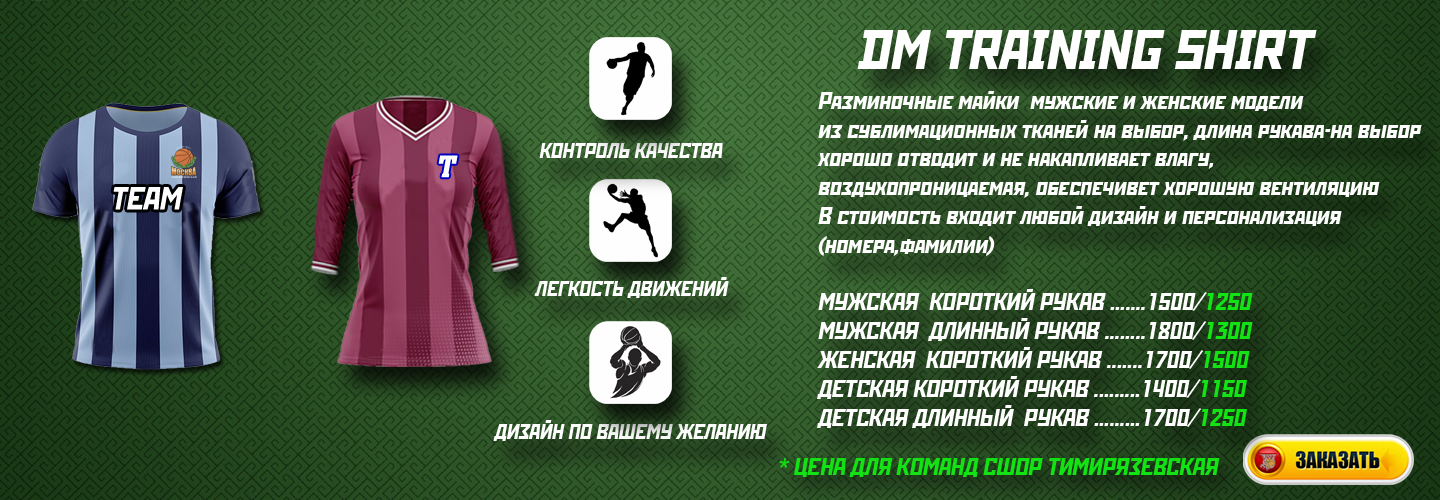 DM TRAINING SHIRT
Разминочные майки мужские и женские модели
из сублимационных тканей на выбор, длина рукава-на выбор
хорошо отводит и не накапливает влагу,
воздухопроницаемая, обеспечивет хорошую вентиляцию
В стоимость входит любой дизайн и персонализация
(номера,фамилии)
TEAM
МОСКВА
T
КОНТРОЛЬ КАЧЕСТВА
ЛЕГКОСТЬ ДВИЖЕНИЙ
ДИЗАЙН ПО ВАШЕМУ ЖЕЛАНИЮ
МУЖСКАЯ КОРОТКИЙ РУКАВ .......1500/1250
МУЖСКАЯ ДЛИННЫЙ РУКАВ ........1800/1300
ЖЕНСКАЯ КОРОТКИЙ РУКАВ .......1700/1500
ДЕТСКАЯ КОРОТКИЙ РУКАВ .........1400/1150
ДЕТСКАЯ ДЛИННЫЙ РУКАВ .........1700/1250
* ЦЕНА ДЛЯ КОМАНД СШОР ТИМИРЯЗЕВСКАЯ
ЗАКАЗАТЬ